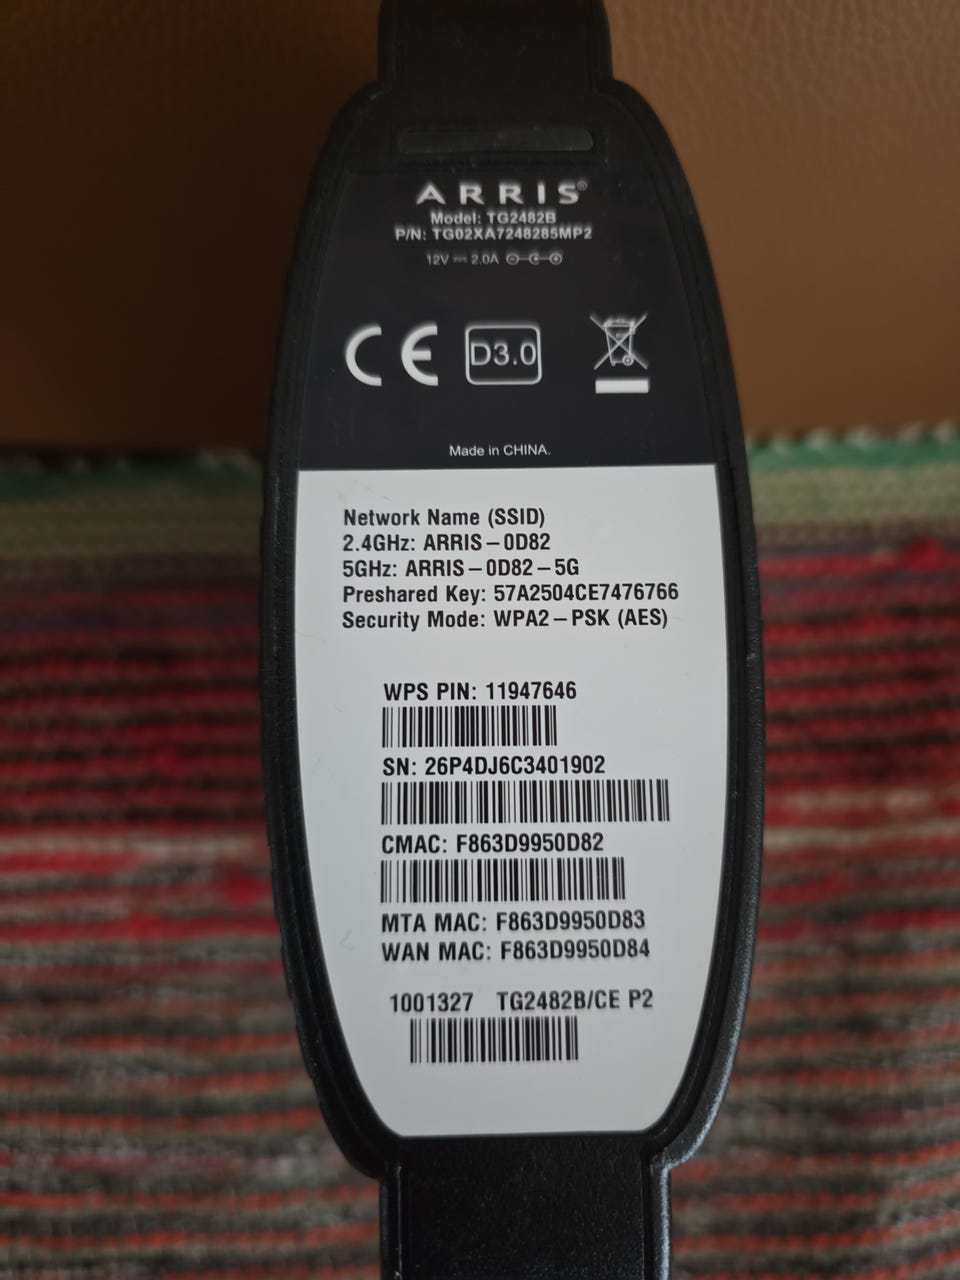 ARRIS®
Model: TG2482B
P/N: TG02XA7248285MP2
12V ⎓ 2.0A
CE D3.0
Made in CHINA.
Network Name (SSID)
2.4GHz: ARRIS-0D82
5GHz: ARRIS-0D82-5G
Preshared Key: 57A2504CE7476766
Security Mode: WPA2-PSK (AES)
WPS PIN: 11947646
SN: 26P4DJ6C3401902
CMAC: F863D9950D82
MTA MAC: F863D9950D83
WAN MAC: F863D9950D84
1001327 TG2482B/CE P2